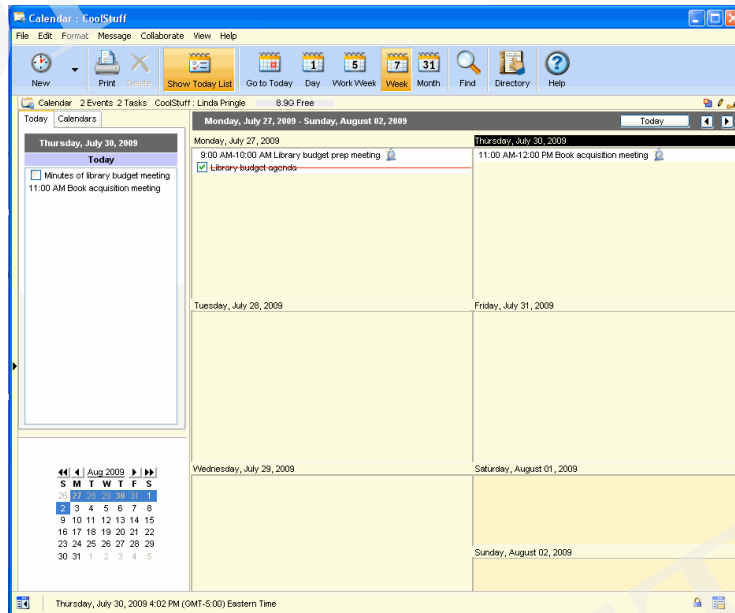 Calendar : CoolStuff
File Edit Format Message Collaborate View Help
New Print Delete Show Today List Go to Today Day Work Week Week Month Find Directory Help
1 5 7 31
Calendar 2 Events 2 Tasks CoolStuff : Linda Pringle 8.9G Free
Today Calendars
Thursday, July 30, 2009
Today
Minutes of library budget meeting
11:00 AM Book acquisition meeting
Aug 2009
S M T W T F S
26 27 28 29 30 31 1
2 3 4 5 6 7 8
9 10 11 12 13 14 15
16 17 18 19 20 21 22
23 24 25 26 27 28 29
30 31 1 2 3 4 5
Monday, July 27, 2009 - Sunday, August 02, 2009 Today
Monday, July 27, 2009
9:00 AM-10:00 AM Library budget prep meeting
Library budget agenda
Tuesday, July 28, 2009
Wednesday, July 29, 2009
Thursday, July 30, 2009
11:00 AM-12:00 PM Book acquisition meeting
Friday, July 31, 2009
Saturday, August 01, 2009
Sunday, August 02, 2009
Thursday, July 30, 2009 4:02 PM (GMT-5:00) Eastern Time